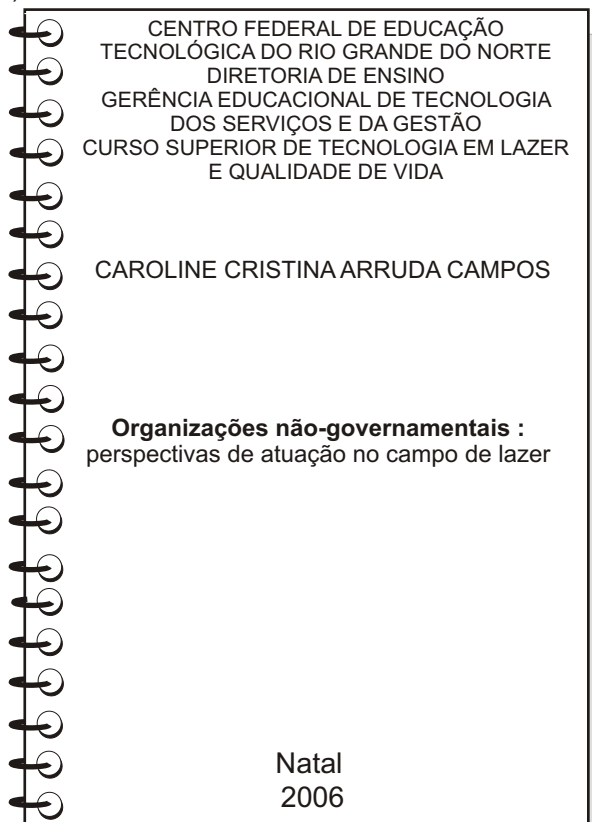 CENTRO FEDERAL DE EDUCAÇÃO
TECNOLÓGICA DO RIO GRANDE DO NORTE
DIRETORIA DE ENSINO
GERÊNCIA EDUCACIONAL DE TECNOLOGIA
DOS SERVIÇOS E DA GESTÃO
CURSO SUPERIOR DE TECNOLOGIA EM LAZER
E QUALIDADE DE VIDA
CAROLINE CRISTINA ARRUDA CAMPOS
Organizações não-governamentais :
perspectivas de atuação no campo de lazer
Natal
2006